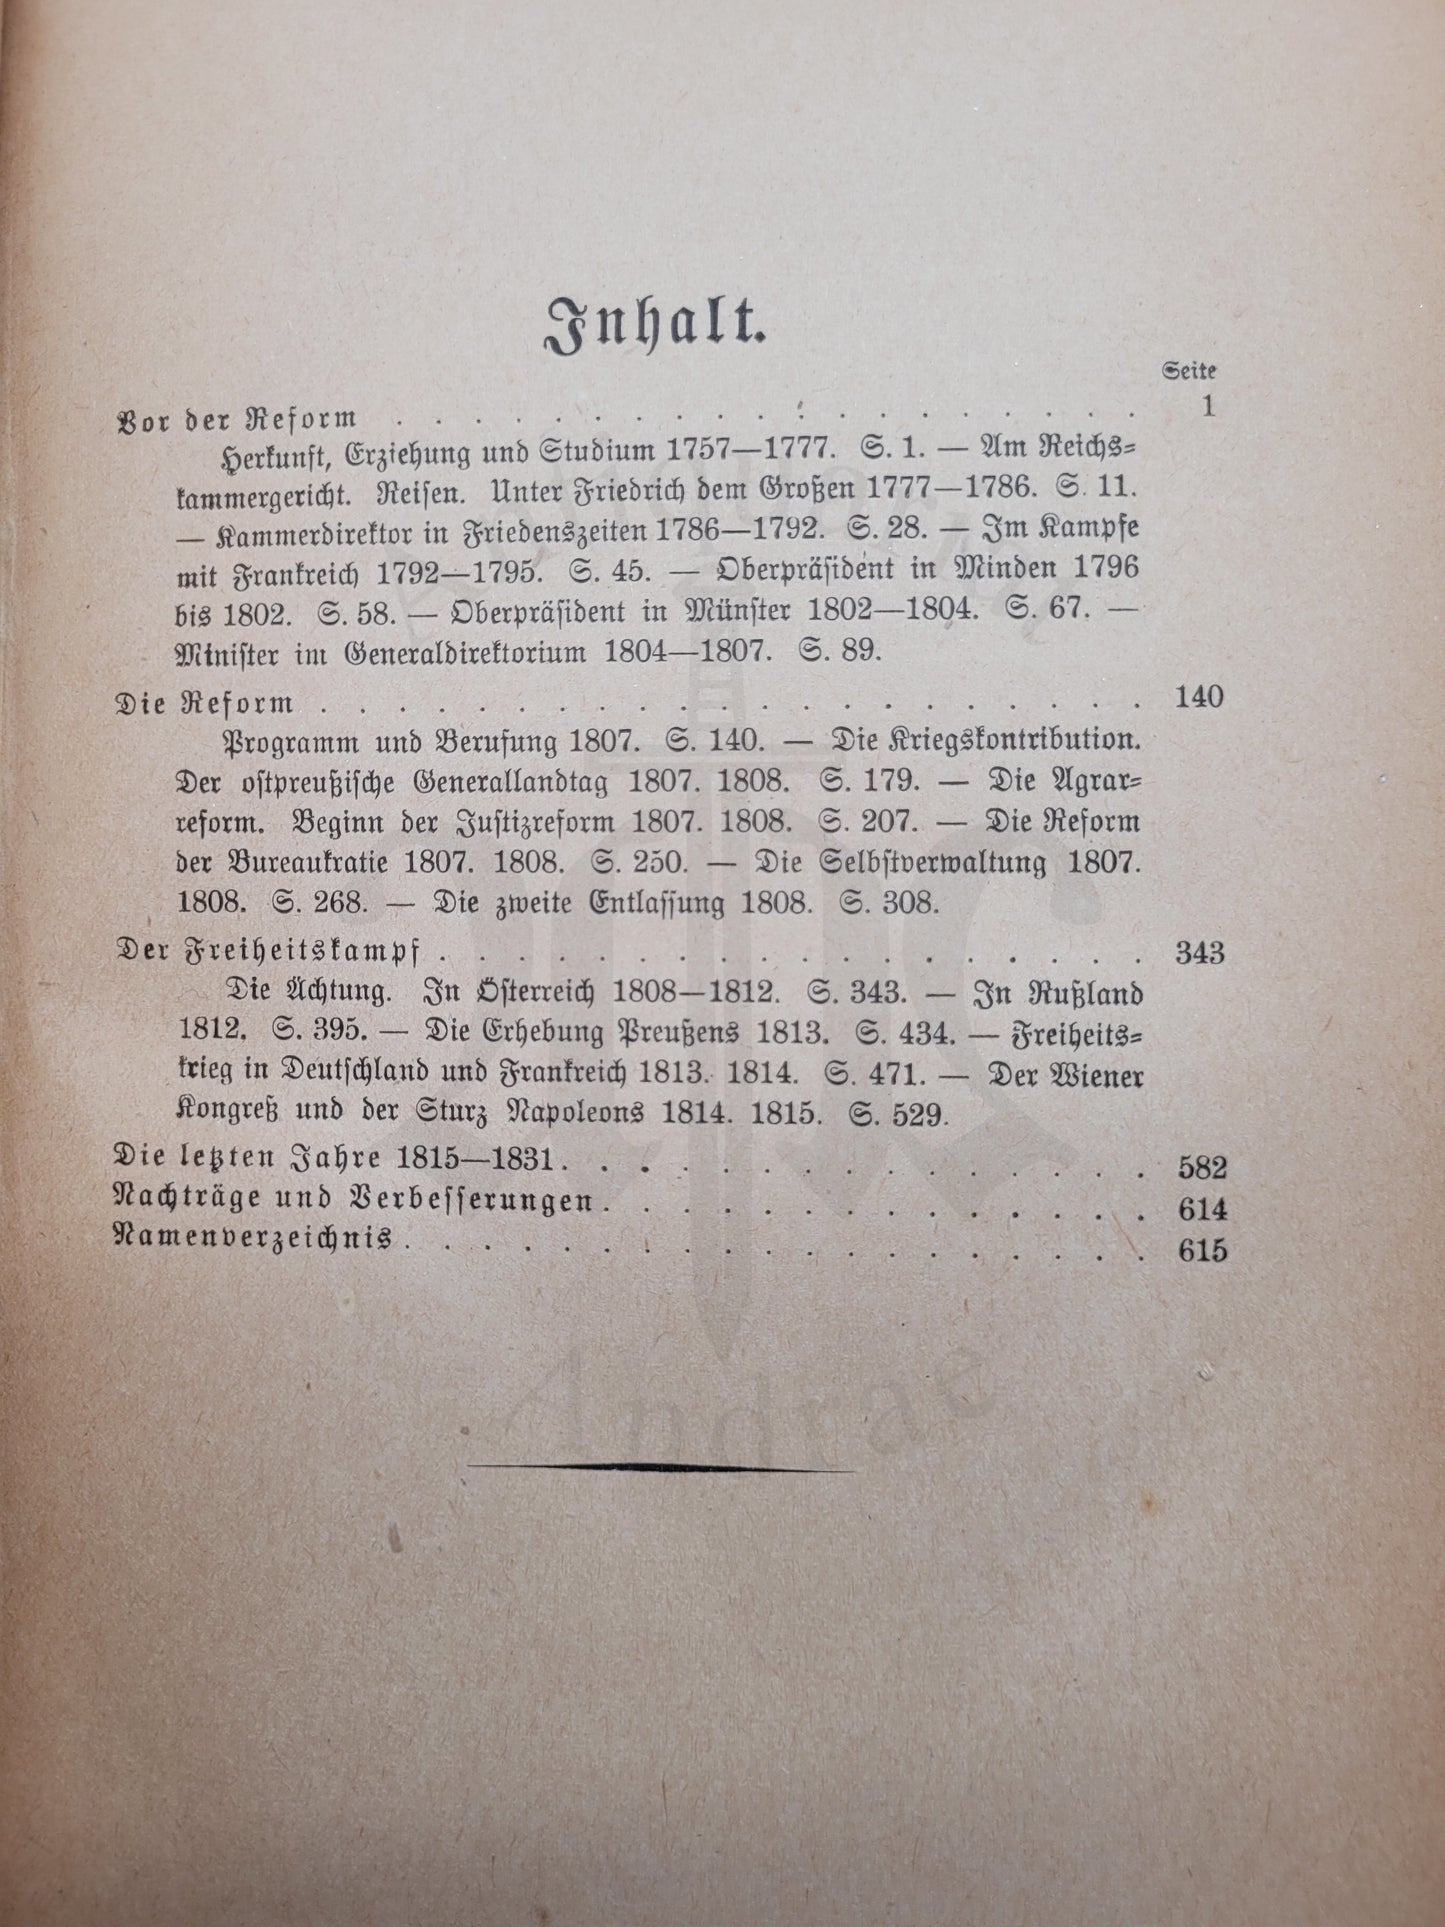 Inhalt.
Seite
Vor der Reform . . . . . . . . . . . . . . . . . . . 1
Herkunft, Erziehung und Studium 1757—1777. S. 1. — Am Reichs-
kammergericht. Reisen. Unter Friedrich dem Großen 1777—1786. S. 11.
— Kammerdirektor in Friedenszeiten 1786—1792. S. 28. — Im Kampfe
mit Frankreich 1792—1795. S. 45. — Oberpräsident in Minden 1796
bis 1802. S. 58. — Oberpräsident in Münster 1802—1804. S. 67. —
Minister im Generaldirektorium 1804—1807. S. 89.
Die Reform . . . . . . . . . . . . . . . . . . . . . 140
Programm und Berufung 1807. S. 140. — Die Kriegskontribution.
Der ostpreußische Generallandtag 1807. 1808. S. 179. — Die Agrar-
reform. Beginn der Justizreform 1807. 1808. S. 207. — Die Reform
der Bureaukratie 1807. 1808. S. 250. — Die Selbstverwaltung 1807.
1808. S. 268. — Die zweite Entlassung 1808. S. 308.
Der Freiheitskampf . . . . . . . . . . . . . . . . . . 343
Die Ächtung. In Österreich 1808—1812. S. 343. — In Rußland
1812. S. 395. — Die Erhebung Preußens 1813. S. 434. — Freiheits-
krieg in Deutschland und Frankreich 1813. 1814. S. 471. — Der Wiener
Kongreß und der Sturz Napoleons 1814. 1815. S. 529.
Die letzten Jahre 1815—1831. . . . . . . . . . . . . . . 582
Nachträge und Verbesserungen. . . . . . . . . . . . . . 614
Namenverzeichnis . . . . . . . . . . . . . . . . . . . 615
Andrae